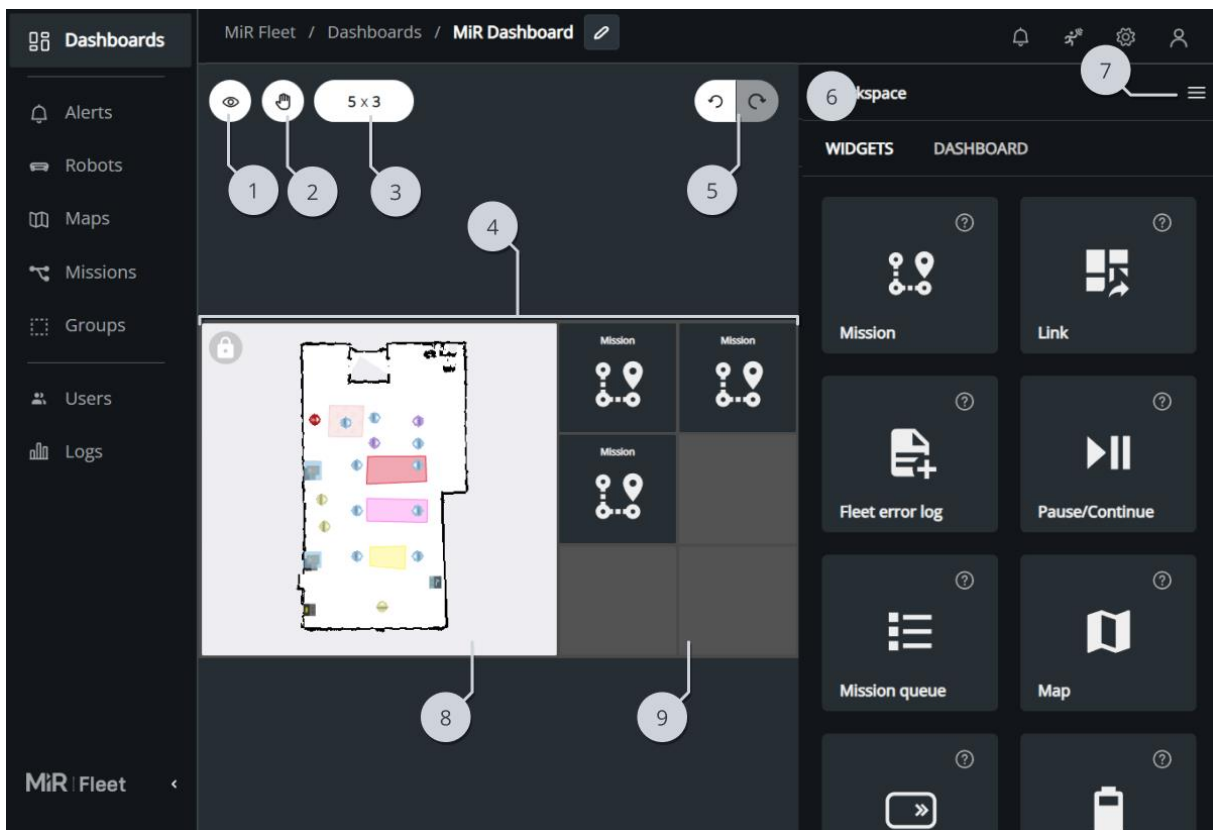 Dashboards
MiR Fleet / Dashboards / MiR Dashboard
Alerts
Robots
Maps
Missions
Groups
Users
Logs
MiR Fleet
5 x 3
1
2
3
4
5
6
7
8
9
Mission
Mission
Mission
kspace
WIDGETS DASHBOARD
Mission
Link
Fleet error log
Pause/Continue
Mission queue
Map